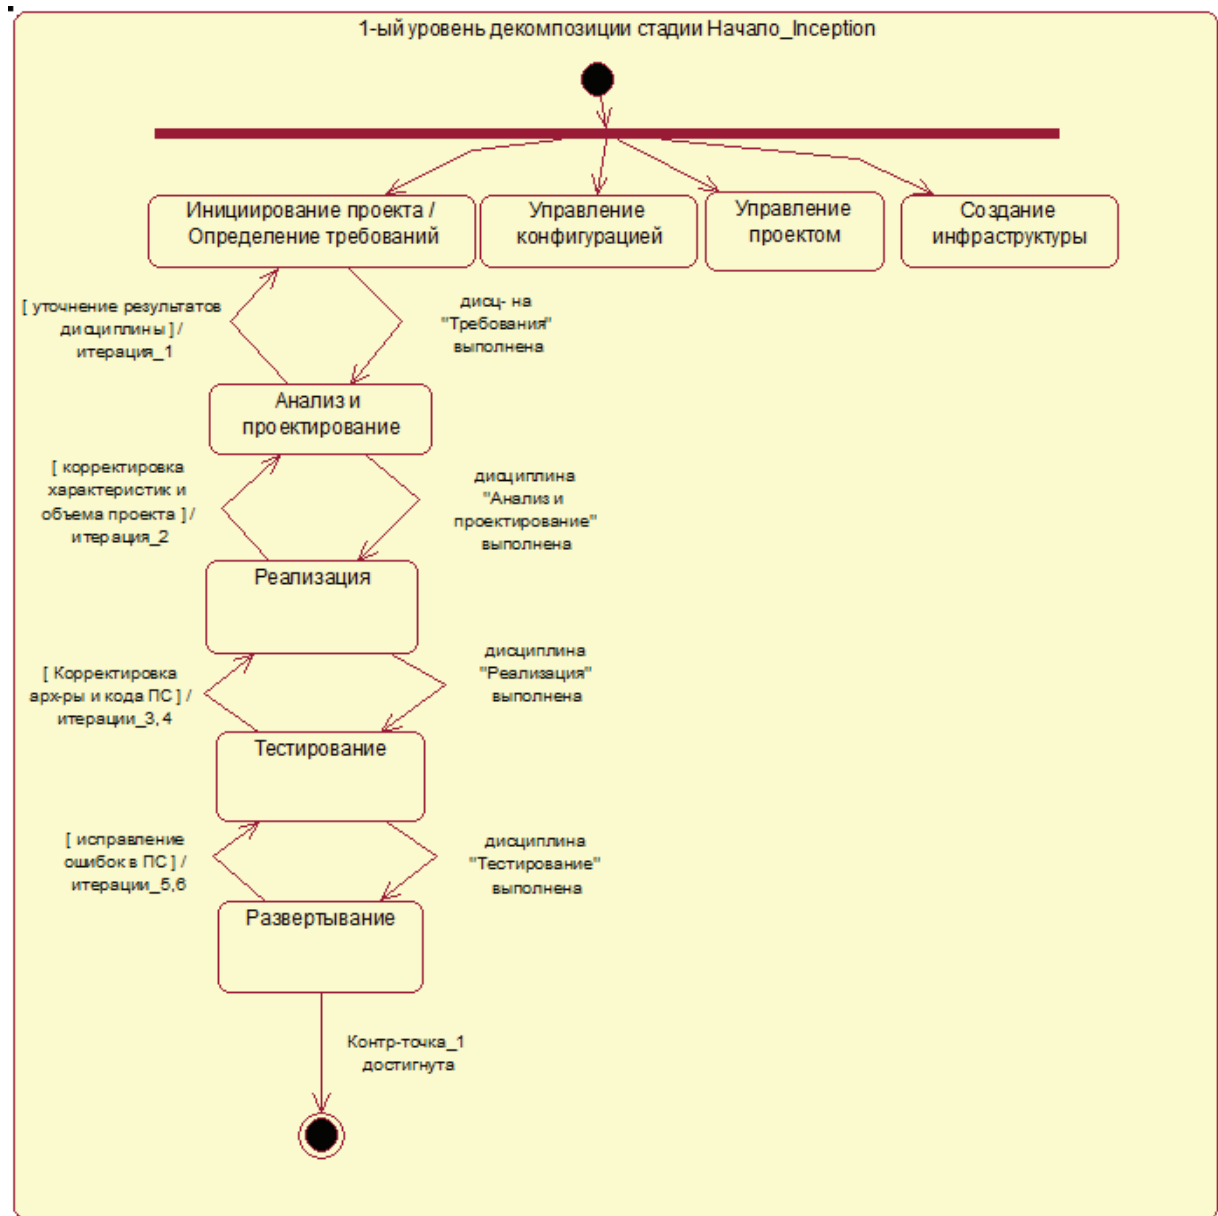 1-ый уровень декомпозиции стадии Начало_Inception
Инициирование проекта /
Определение требований
Управление
конфигурацией
Управление
проектом
Создание
инфраструктуры
[ уточнение результатов
дисциплины ] /
итерация_1
дисц- на
"Требования"
выполнена
Анализ и
проектирование
[ корректировка
характеристик и
объема проекта ] /
итерация_2
дисциплина
"Анализ и
проектирование"
выполнена
Реализация
[ Корректировка
арх-ры и кода ПС ] /
итерации_3, 4
дисциплина
"Реализация"
выполнена
Тестирование
[ исправление
ошибок в ПС ] /
итерации_5,6
дисциплина
"Тестирование"
выполнена
Развертывание
Контр-точка_1
достигнута